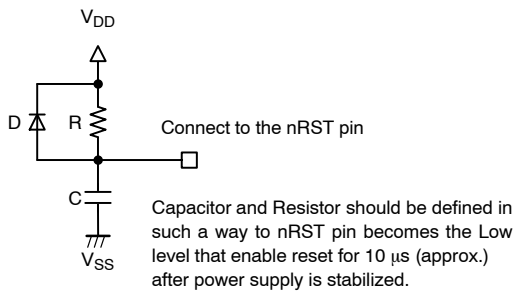 VDD
D
R
Connect to the nRST pin
C
VSS
Capacitor and Resistor should be defined in
such a way to nRST pin becomes the Low
level that enable reset for 10 μs (approx.)
after power supply is stabilized.